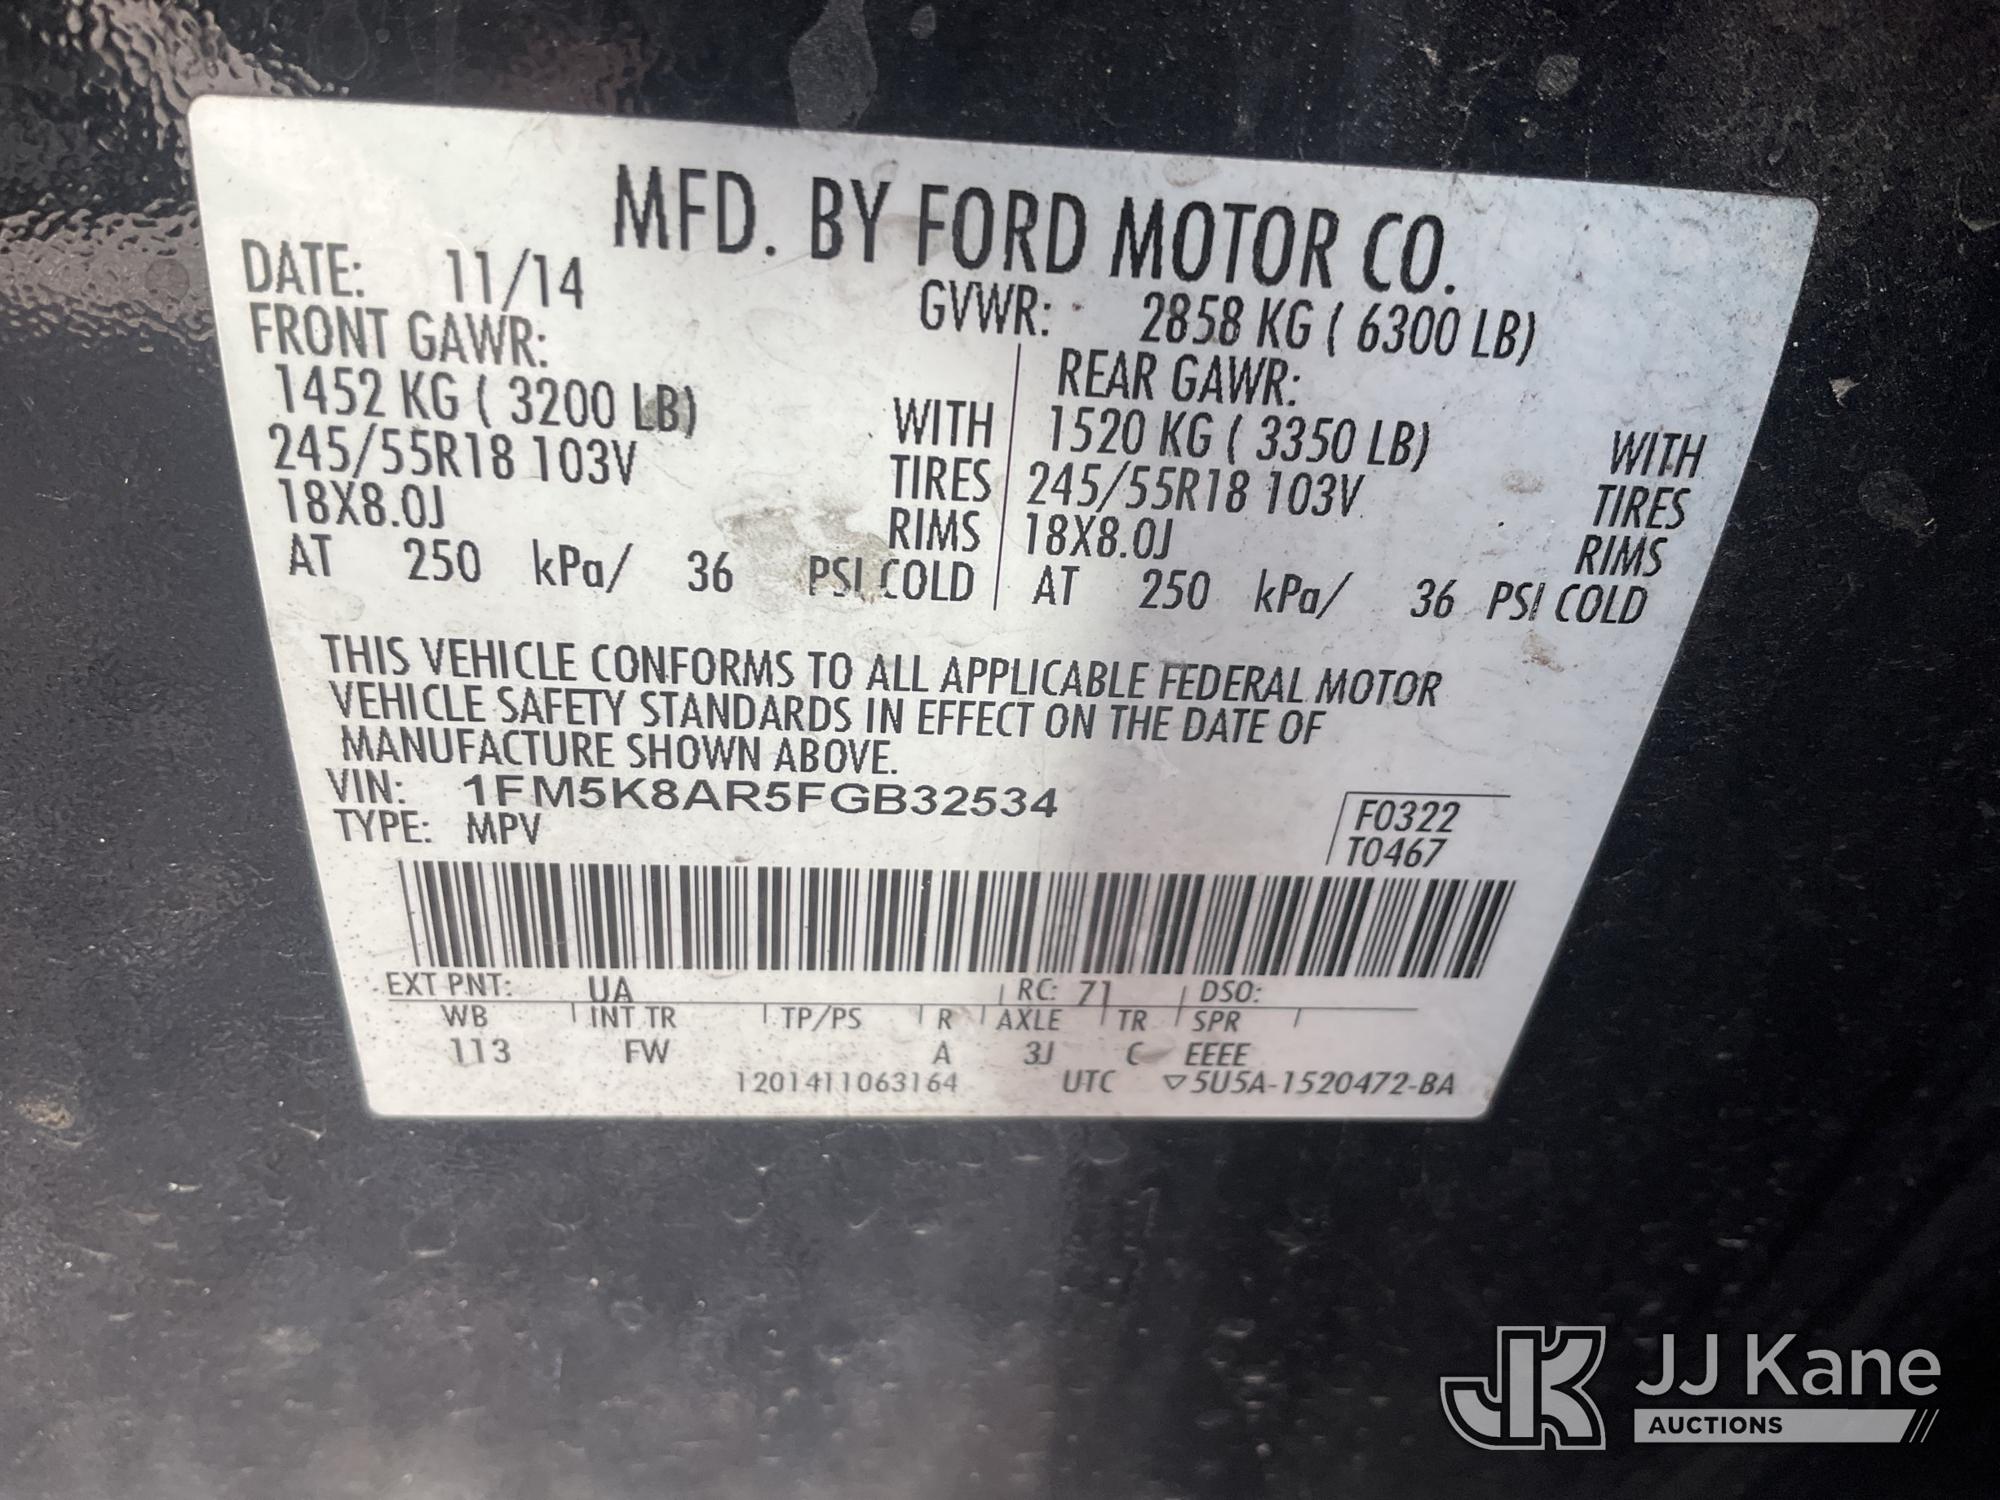 MFD. BY FORD MOTOR CO.
DATE: 11/14 GVWR: 2858 KG ( 6300 LB)
FRONT GAWR: REAR GAWR:
1452 KG ( 3200 LB) WITH 1520 KG ( 3350 LB) WITH
245/55R18 103V TIRES 245/55R18 103V TIRES
18X8.0J RIMS 18X8.0J RIMS
AT 250 kPa/ 36 PSI COLD AT 250 kPa/ 36 PSI COLD
THIS VEHICLE CONFORMS TO ALL APPLICABLE FEDERAL MOTOR
VEHICLE SAFETY STANDARDS IN EFFECT ON THE DATE OF
MANUFACTURE SHOWN ABOVE.
VIN: 1FM5K8AR5FGB32534
TYPE: MPV
F0322
T0467
EXT PNT: UA RC: 71 DSO:
WB INT TR TP/PS R AXLE TR SPR
113 FW A 3J C EEEE
1201411063164 UTC ▽5U5A-1520472-BA
JK JJ Kane
AUCTIONS